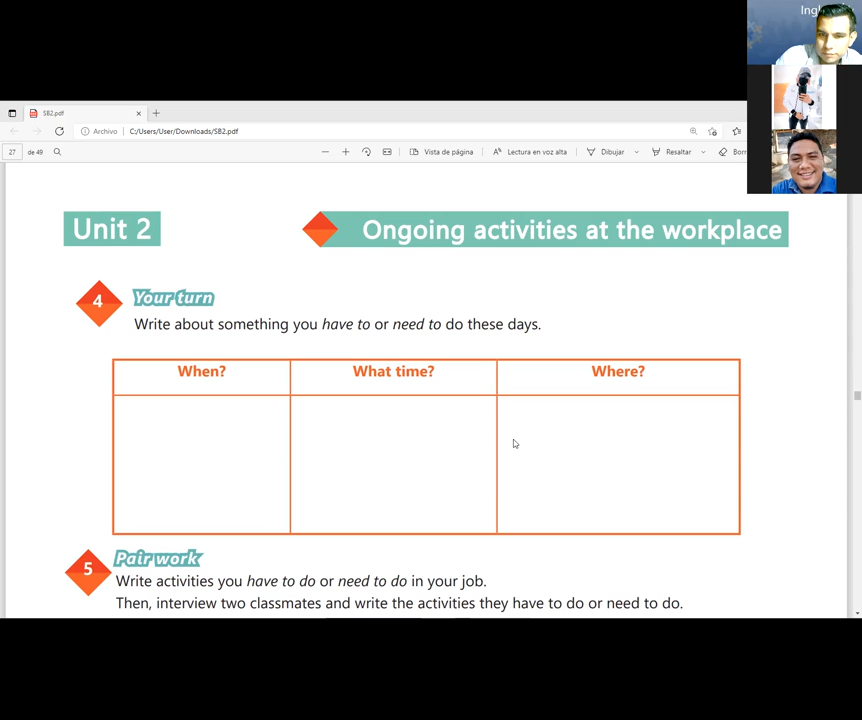 Ingl
SB2.pdf
Archivo C:/Users/User/Downloads/SB2.pdf
27 de 49 Vista de página Lectura en voz alta Dibujar Resaltar Borr
Unit 2
Ongoing activities at the workplace
4 Your turn
Write about something you have to or need to do these days.
When? What time? Where?
5 Pair work
Write activities you have to do or need to do in your job.
Then, interview two classmates and write the activities they have to do or need to do.